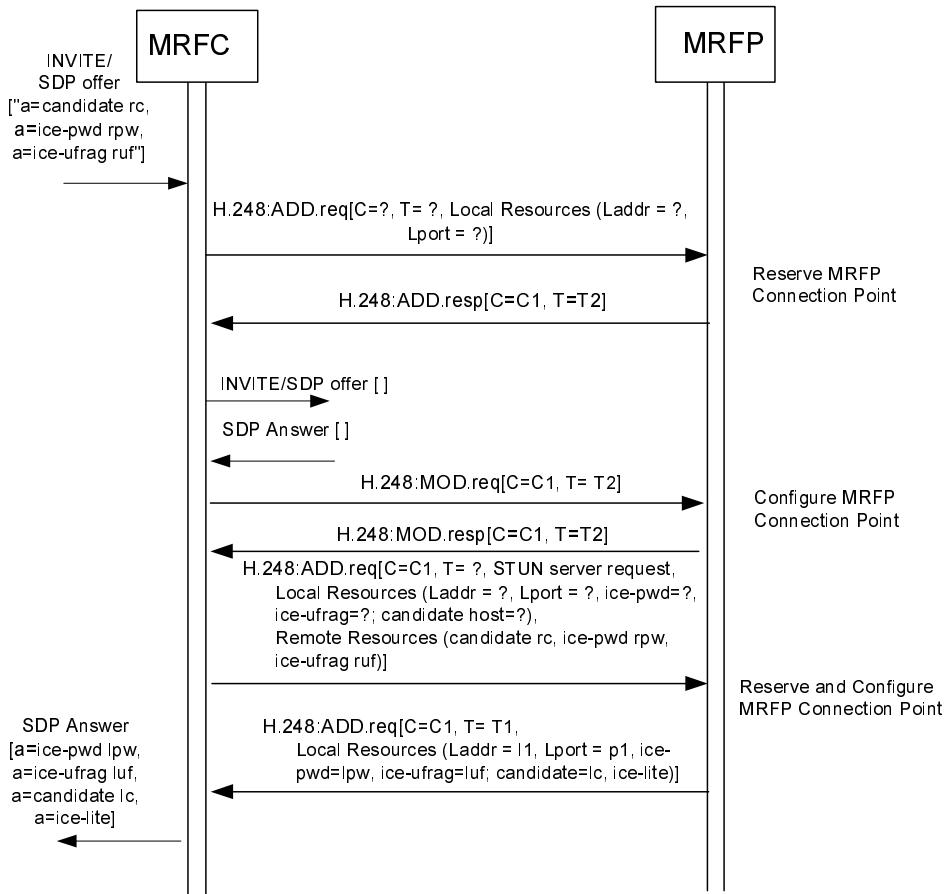 MRFC
MRFP
INVITE/
SDP offer
["a=candidate rc,
a=ice-pwd rpw,
a=ice-ufrag ruf"]
H.248:ADD.req[C=?, T= ?, Local Resources (Laddr = ?,
Lport = ?)]
Reserve MRFP
Connection Point
H.248:ADD.resp[C=C1, T=T2]
INVITE/SDP offer [ ]
SDP Answer [ ]
H.248:MOD.req[C=C1, T= T2]
Configure MRFP
Connection Point
H.248:MOD.resp[C=C1, T=T2]
H.248:ADD.req[C=C1, T= ?, STUN server request,
Local Resources (Laddr = ?, Lport = ?, ice-pwd=?,
ice-ufrag=?; candidate host=?),
Remote Resources (candidate rc, ice-pwd rpw,
ice-ufrag ruf)]
Reserve and Configure
MRFP Connection Point
H.248:ADD.req[C=C1, T= T1,
Local Resources (Laddr = l1, Lport = p1, ice-
pwd=lpw, ice-ufrag=luf; candidate=lc, ice-lite)]
SDP Answer
[a=ice-pwd lpw,
a=ice-ufrag luf,
a=candidate lc,
a=ice-lite]